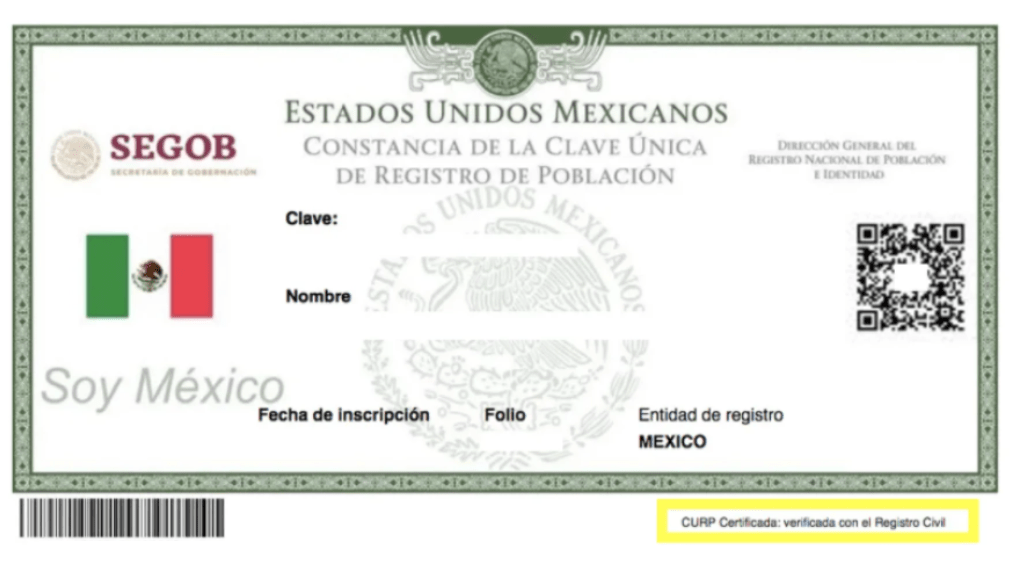 ESTADOS UNIDOS MEXICANOS
CONSTANCIA DE LA CLAVE ÚNICA
DE REGISTRO DE POBLACIÓN
SEGOB
SECRETARÍA DE GOBERNACIÓN
DIRECCIÓN GENERAL DEL
REGISTRO NACIONAL DE POBLACIÓN
E IDENTIDAD
Clave:
ESTADOS UNIDOS MEXICANOS
Nombre
Soy México
Fecha de inscripción
Folio
Entidad de registro
MEXICO
CURP Certificada: verificada con el Registro Civil